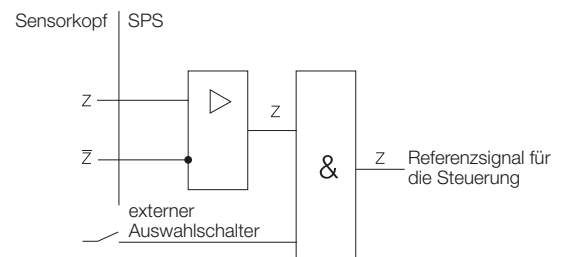 Sensorkopf SPS
Z
Z
Z̅
&
Z
Referenzsignal für
die Steuerung
externer
Auswahlschalter